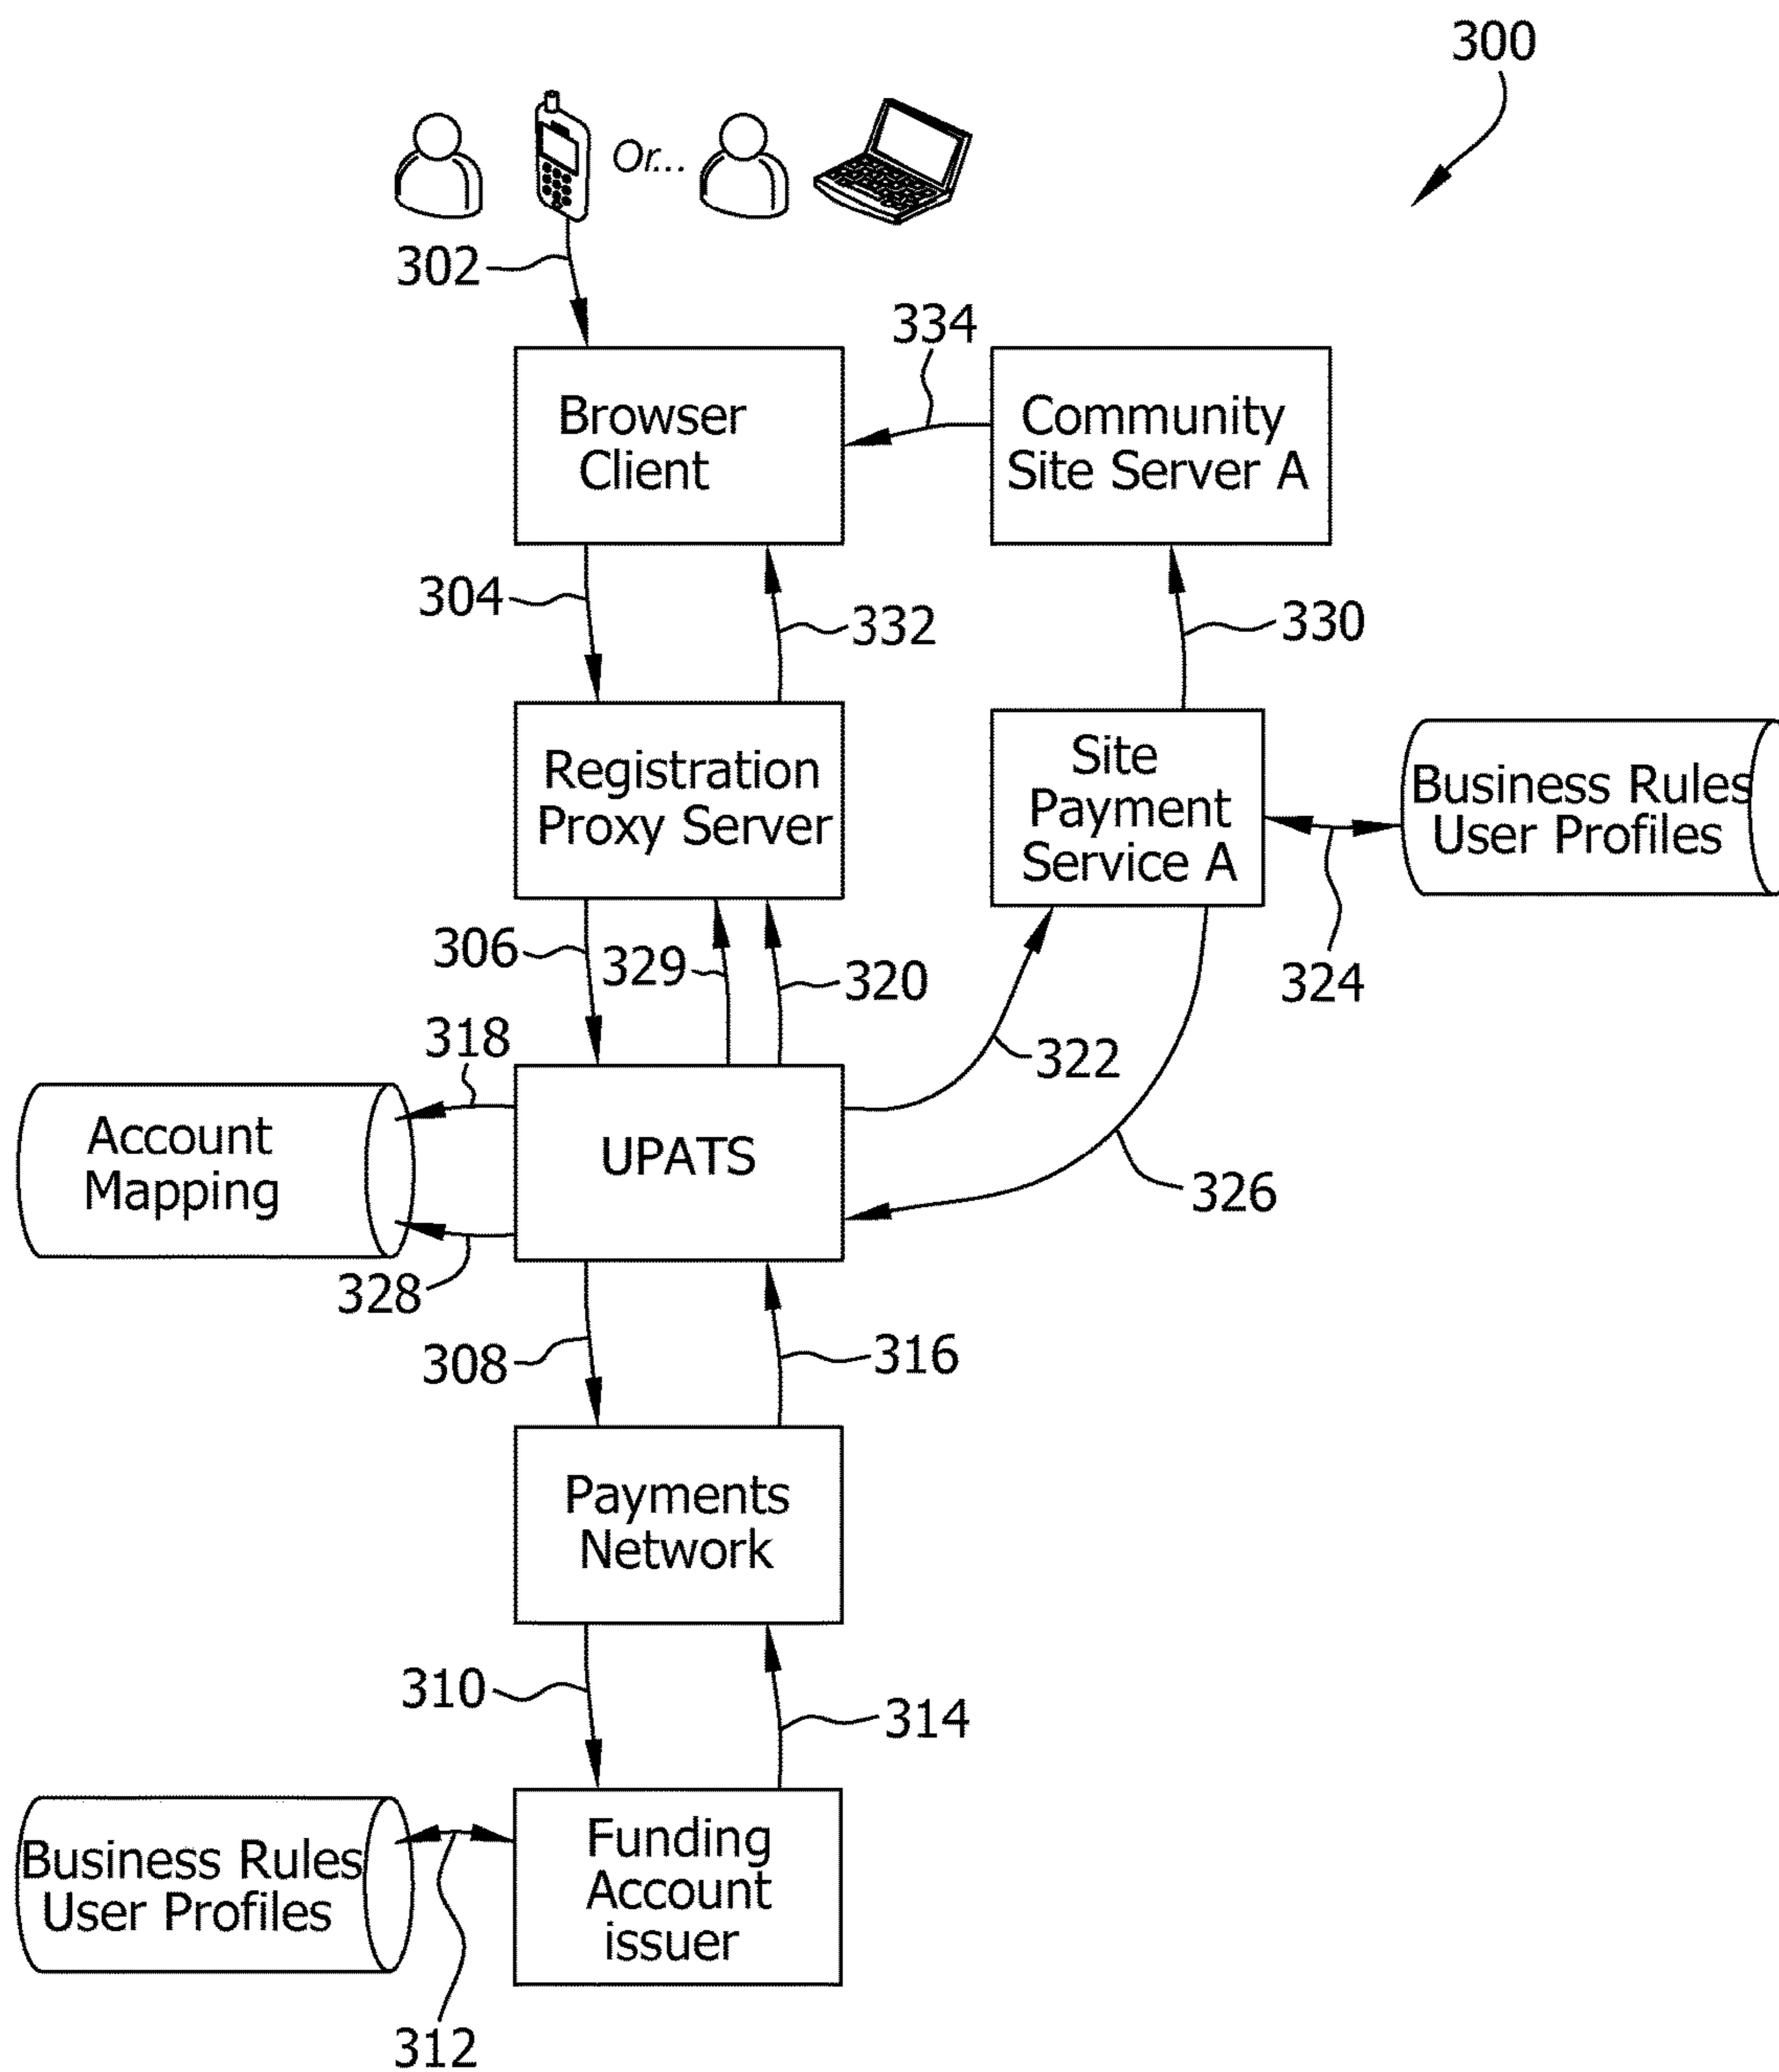 300
Or...
302
334
Browser
Client
Community
Site Server A
304
332
330
Registration
Proxy Server
Site
Payment
Service A
Business Rules
User Profiles
306
329
320
324
318
322
Account
Mapping
UPATS
326
328
308
316
Payments
Network
310
314
Business Rules
User Profiles
Funding
Account
issuer
312